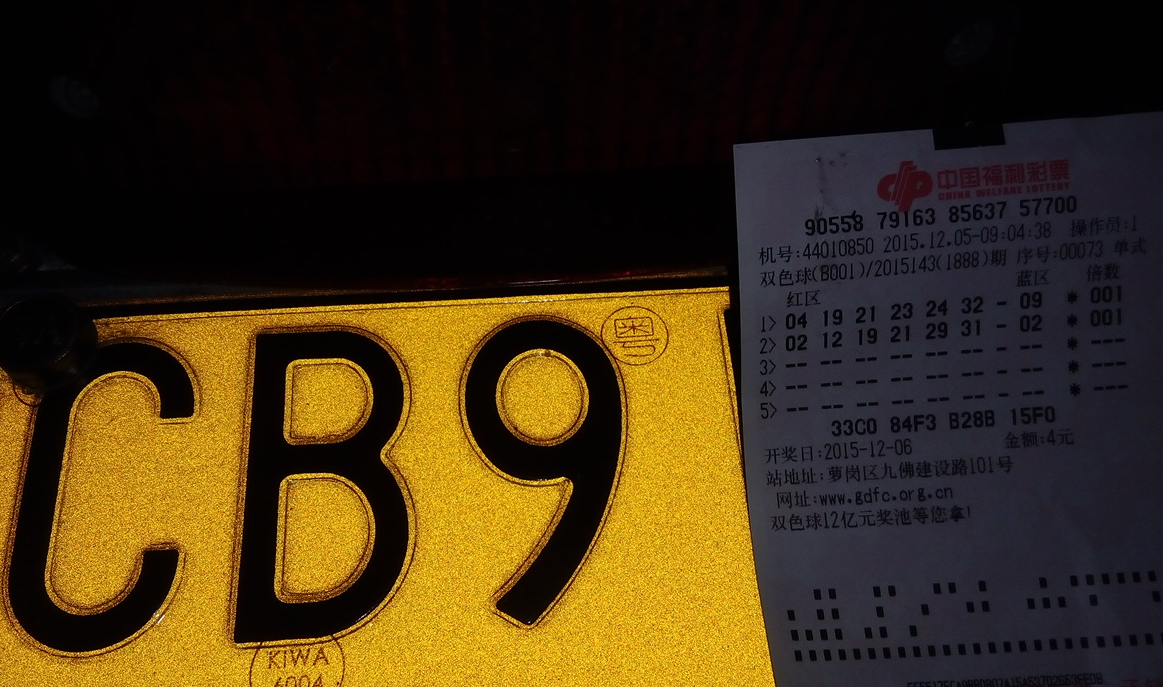 CB9
粤
KIWA
6004
中国福利彩票
CHINA WELFARE LOTTERY
90558 79163 85637 57700
机号:44010850 2015.12.05-09:04:38 操作员:1
双色球(B001)/2015143(1888)期 序号:00073 单式
红区 蓝区 倍数
1> 04 19 21 23 24 32 - 09 * 001
2> 02 12 19 21 29 31 - 02 * 001
3> -- -- -- -- -- -- - -- * ---
4> -- -- -- -- -- -- - -- * ---
5> -- -- -- -- -- -- - -- * ---
33C0 84F3 B28B 15F0
开奖日:2015-12-06 金额:4元
站地址:萝岗区九佛建设路101号
网址:www.gdfc.org.cn
双色球12亿元奖池等您拿!